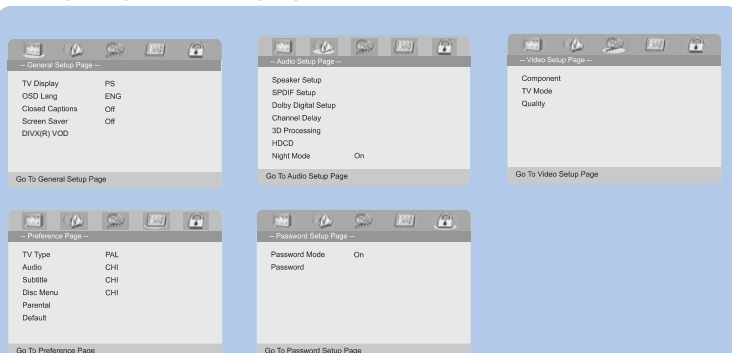 -- General Setup Page --
TV Display PS
OSD Lang ENG
Closed Captions Off
Screen Saver Off
DIVX(R) VOD
Go To General Setup Page
-- Audio Setup Page --
Speaker Setup
SPDIF Setup
Dolby Digital Setup
Channel Delay
3D Processing
HDCD
Night Mode On
Go To Audio Setup Page
-- Video Setup Page --
Component
TV Mode
Quality
Go To Video Setup Page
-- Preference Page --
TV Type PAL
Audio CHI
Subtitle CHI
Disc Menu CHI
Parental
Default
Go To Preference Page
-- Password Setup Page --
Password Mode On
Password
Go To Password Setup Page